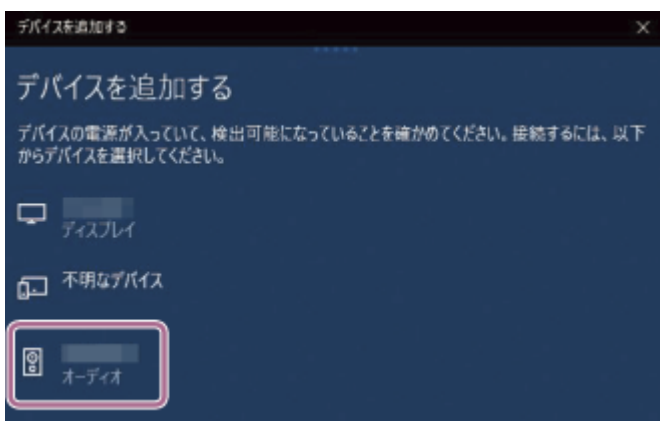 デバイスを追加する
デバイスを追加する
デバイスの電源が入っていて、検出可能になっていることを確かめてください。接続するには、以下
からデバイスを選択してください。
ディスプレイ
不明なデバイス
オーディオ